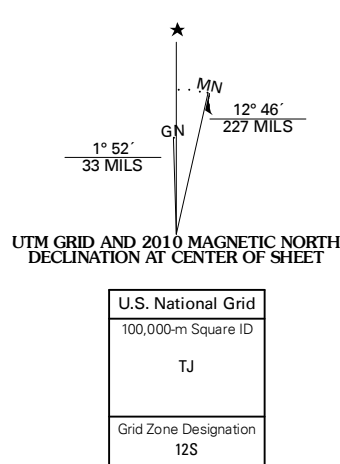 MN
12° 46´
227 MILS
GN
1° 52´
33 MILS
UTM GRID AND 2010 MAGNETIC NORTH
DECLINATION AT CENTER OF SHEET
U.S. National Grid
100,000-m Square ID
TJ
Grid Zone Designation
12S